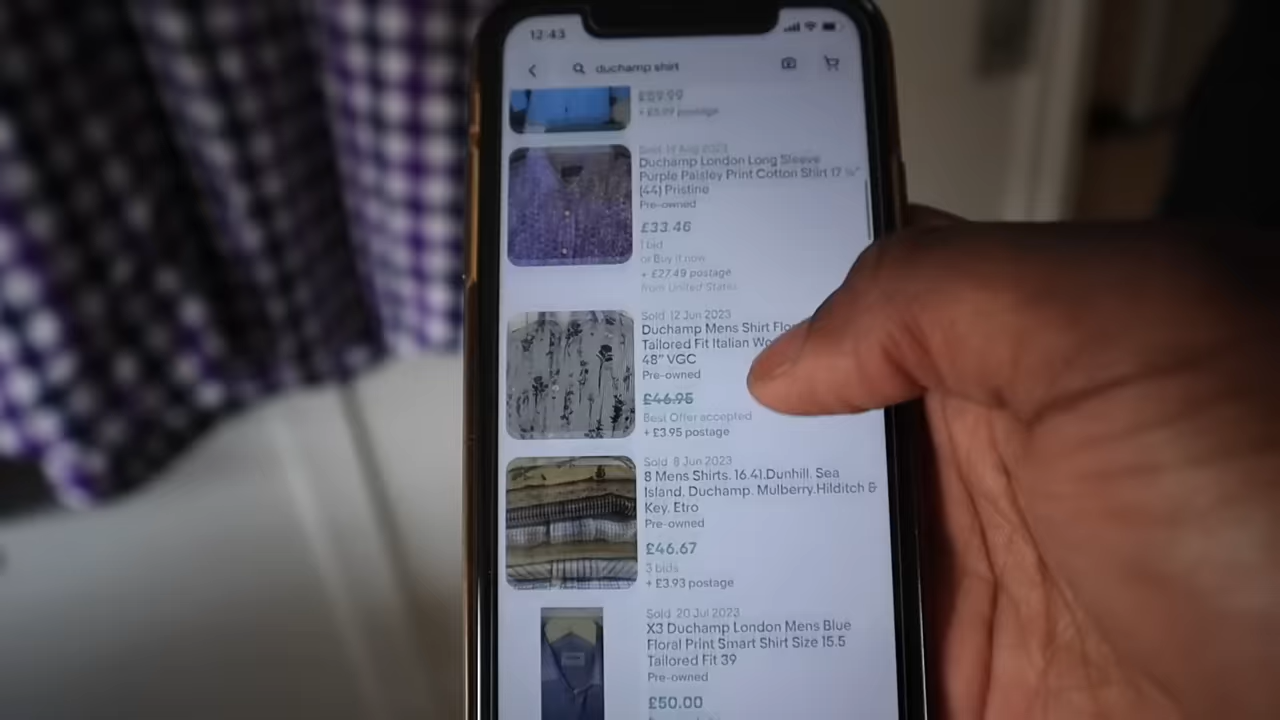 12:43
duchamp shirt
£59.99
+ £5.99 postage
Sold 19 Aug 2023
Duchamp London Long Sleeve
Purple Paisley Print Cotton Shirt 17 ½"
(44) Pristine
Pre-owned
£33.46
1 bid
or Buy it now
+ £27.49 postage
from United States
Sold 12 Jun 2023
Duchamp Mens Shirt
Tailored Fit Italian
48" VGC
Pre-owned
£46.95
Best Offer accepted
+ £3.95 postage
Sold 8 Jun 2023
8 Mens Shirts. 16.41.Dunhill. Sea
Island. Duchamp. Mulberry.Hilditch &
Key. Etro
Pre-owned
£46.67
3 bids
+ £3.93 postage
Sold 20 Jul 2023
X3 Duchamp London Mens Blue
Floral Print Smart Shirt Size 15.5
Tailored Fit 39
Pre-owned
£50.00